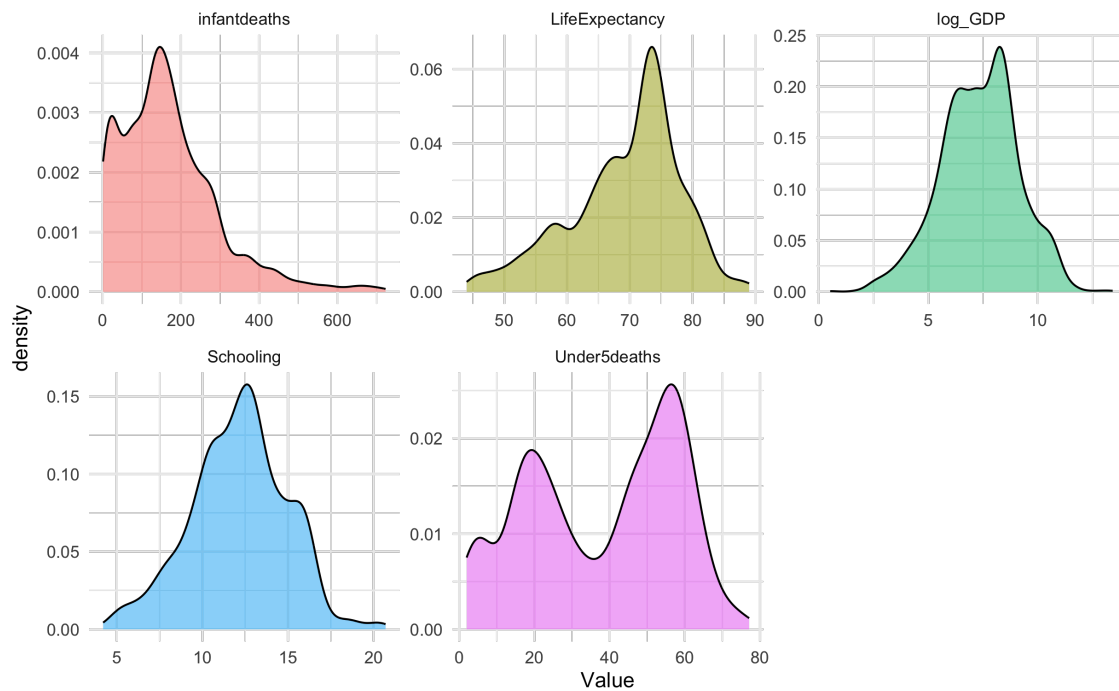 infantdeaths LifeExpectancy log_GDP
0.004 0.003 0.002 0.001 0.000
0 200 400 600
0.06 0.04 0.02 0.00
50 60 70 80 90
0.25 0.20 0.15 0.10 0.05 0.00
0 5 10
density
Schooling Under5deaths
0.15 0.10 0.05 0.00
5 10 15 20
0.02 0.01 0.00
0 20 40 60 80
Value